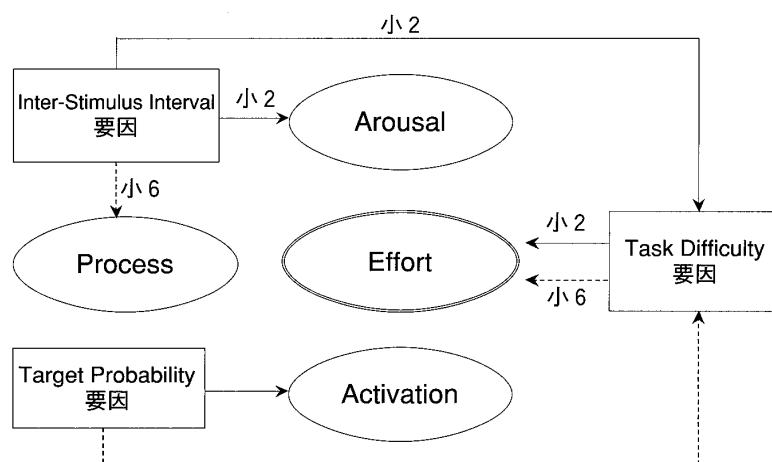 小2
Inter-Stimulus Interval
要因
小2
Arousal
小6
Process
Effort
小2
小6
Task Difficulty
要因
Target Probability
要因
Activation